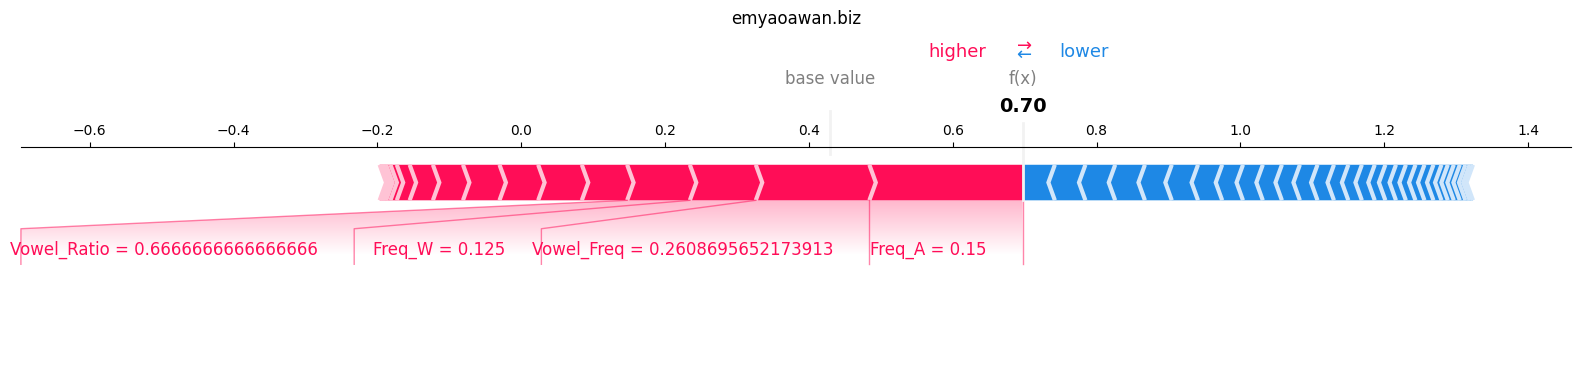 emyaoawan.biz
higher ⇄ lower
base value f(x)
0.70
−0.6 −0.4 −0.2 0.0 0.2 0.4 0.6 0.8 1.0 1.2 1.4
Vowel_Ratio = 0.6666666666666666 Freq_W = 0.125 Vowel_Freq = 0.2608695652173913 Freq_A = 0.15